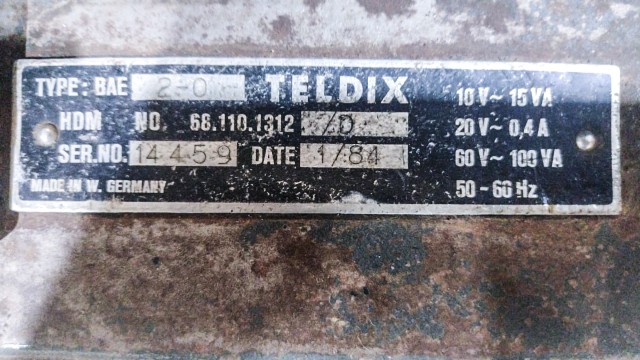 TYPE: BAE 2-0 TELDIX
HDM NO. 68.110.1312 /D
SER.NO. 14459 DATE 1/84
MADE IN W. GERMANY
10 V~ 15 VA
20 V~ 0,4 A
60 V~ 100 VA
50-60 Hz